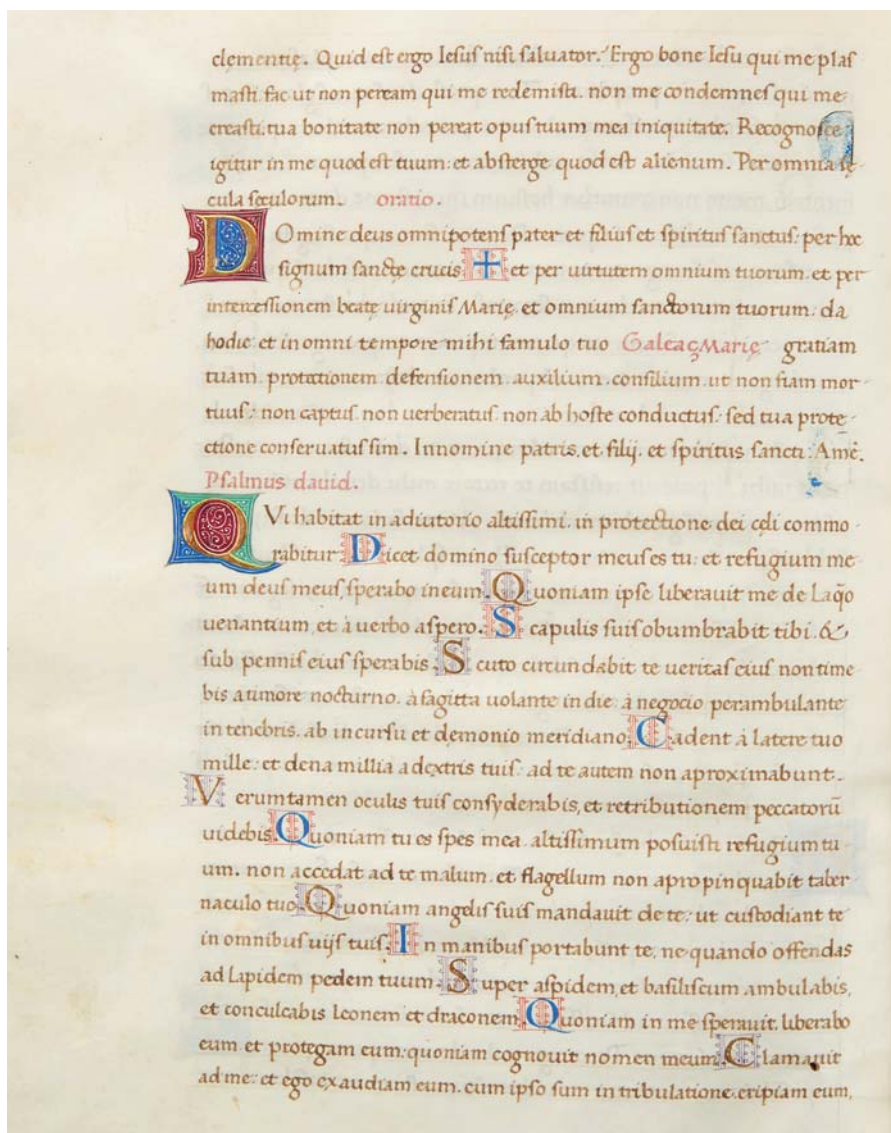 clementię. Quid est ergo Iesus nisi saluator. Ergo bone Iesu qui me plas
masti fac ut non peream qui me redemisti. non me condemnes qui me
creasti. tua bonitate non pereat opus tuum mea iniquitate. Recognosce
igitur in me quod est tuum: et absterge quod est alienum. Per omnia sę
cula seculorum. oratio.
Domine deus omnipotens pater et filius et spiritus sanctus: per hoc
signum sanctę crucis ✝ et per uirtutem omnium tuorum. et per
intercessionem beatę uirginis Marię. et omnium sanctorum tuorum. da
hodie et in omni tempore mihi famulo tuo Galeaç Marię gratiam
tuam. protectionem. defensionem. auxilium. consilium. ut non fiam mor
tuus: non captus. non uerberatus. non ab hoste conductus: sed tua prote-
ctione conseruatus sim. In nomine patris. et filij. et spiritus sancti: Amē.
Psalmus dauid.
QVi habitat in adiutorio altissimi. in protectione dei cęli commo-
rabitur. Dicet domino susceptor meus es tu: et refugium me
um deus meus, sperabo in eum. Quoniam ipse liberauit me de laq̄o
uenantium, et à uerbo aspero. Scapulis suis obumbrabit tibi. &
sub pennis eius sperabis. Scuto circundabit te ueritas eius non time
bis a timore nocturno. à sagitta uolante in die. à negocio perambulante
in tenebris. ab incursu et demonio meridiano. Cadent à latere tuo
mille: et dena millia a dextris tuis: ad te autem non aproximabunt.
Verumtamen oculis tuis consyderabis, et retributionem peccatorū
uidebis. Quoniam tu es spes mea. altissimum posuisti refugium tu-
um. non accedat ad te malum. et flagellum non apropinquabit taber-
naculo tuo. Quoniam angelis suis mandauit de te: ut custodiant te
in omnibus uijs tuis. In manibus portabunt te, ne quando offendas
ad lapidem pedem tuum. Super aspidem, et basiliscum ambulabis,
et conculcabis leonem et draconem. Quoniam in me sperauit. liberabo
eum et protegam eum: quoniam cognouit nomen meum. Clamauit
ad me: et ego exaudiam eum. cum ipso sum in tribulatione. eripiam eum,